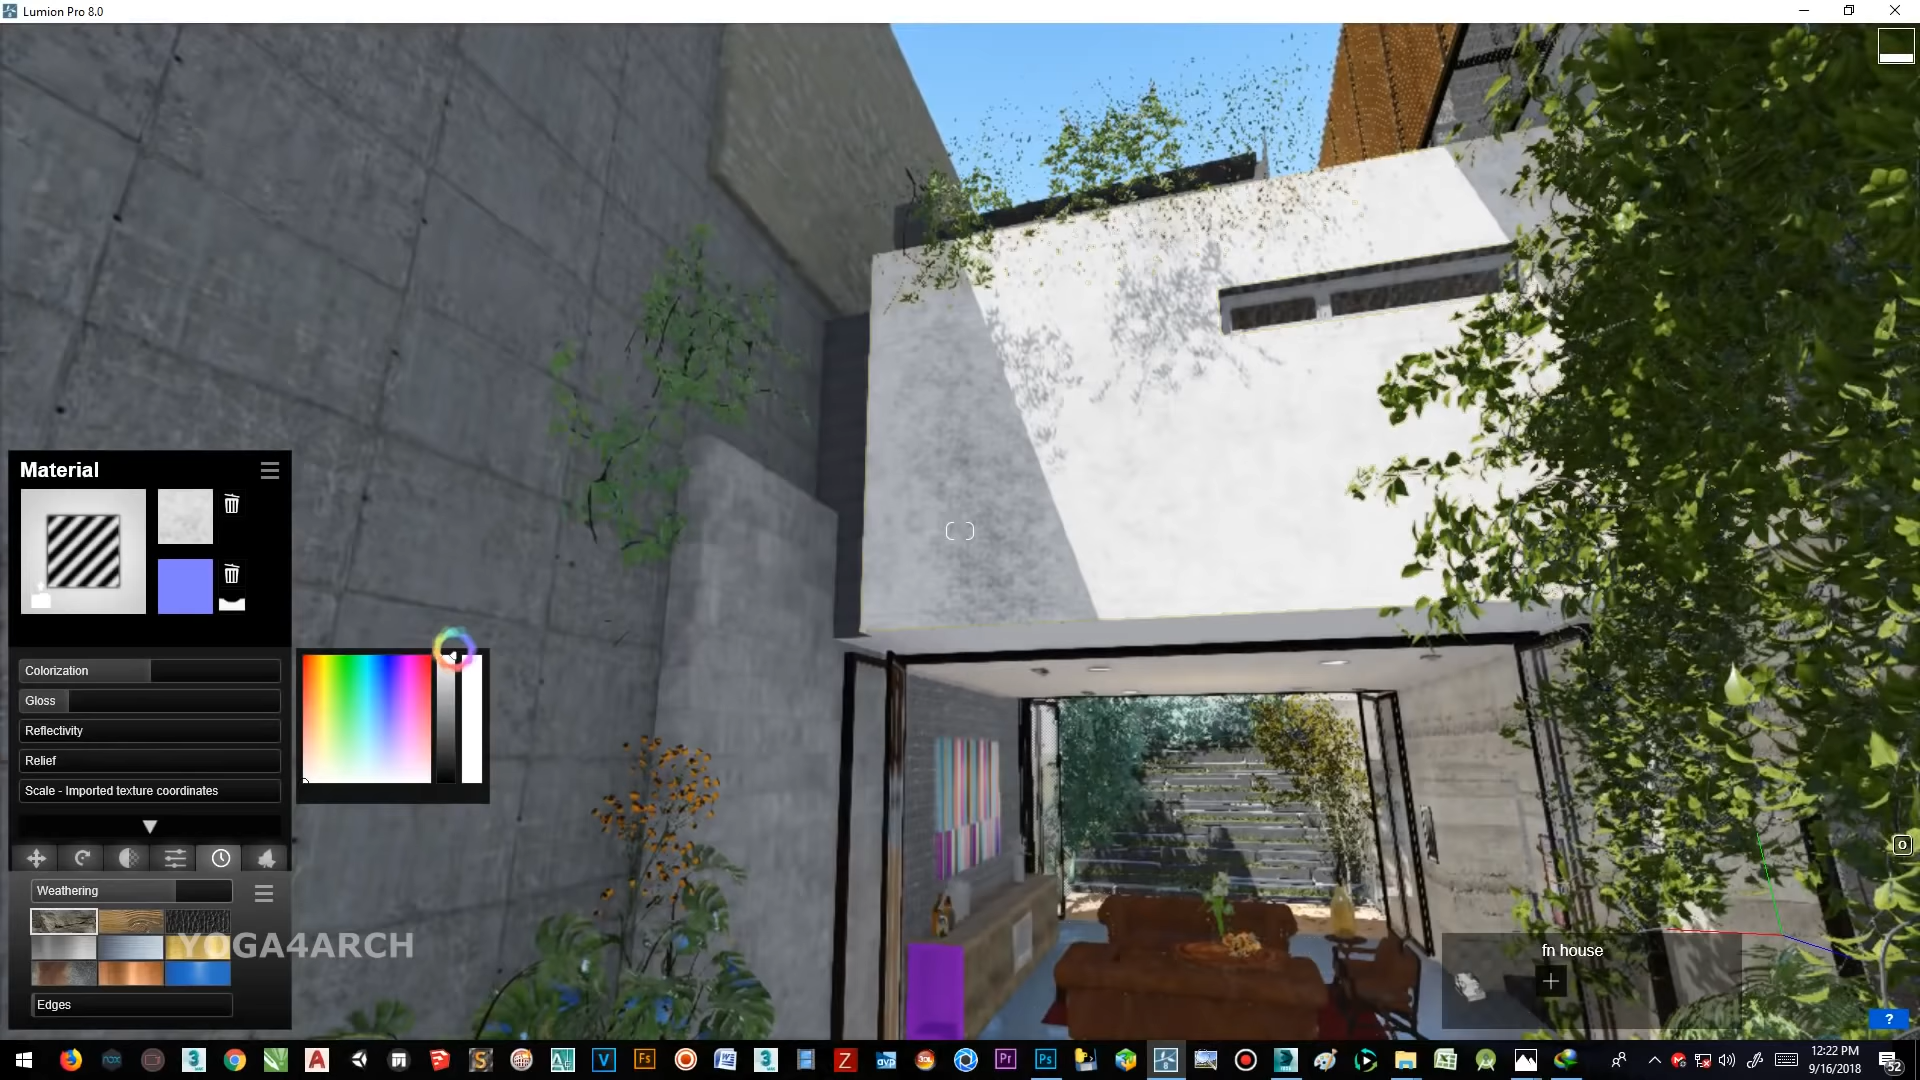 Lumion Pro 8.0
Material
Colorization
Gloss
Reflectivity
Relief
Scale - Imported texture coordinates
Weathering
YOGA4ARCH
Edges
fn house
O
?
12:22 PM
9/16/2018
52